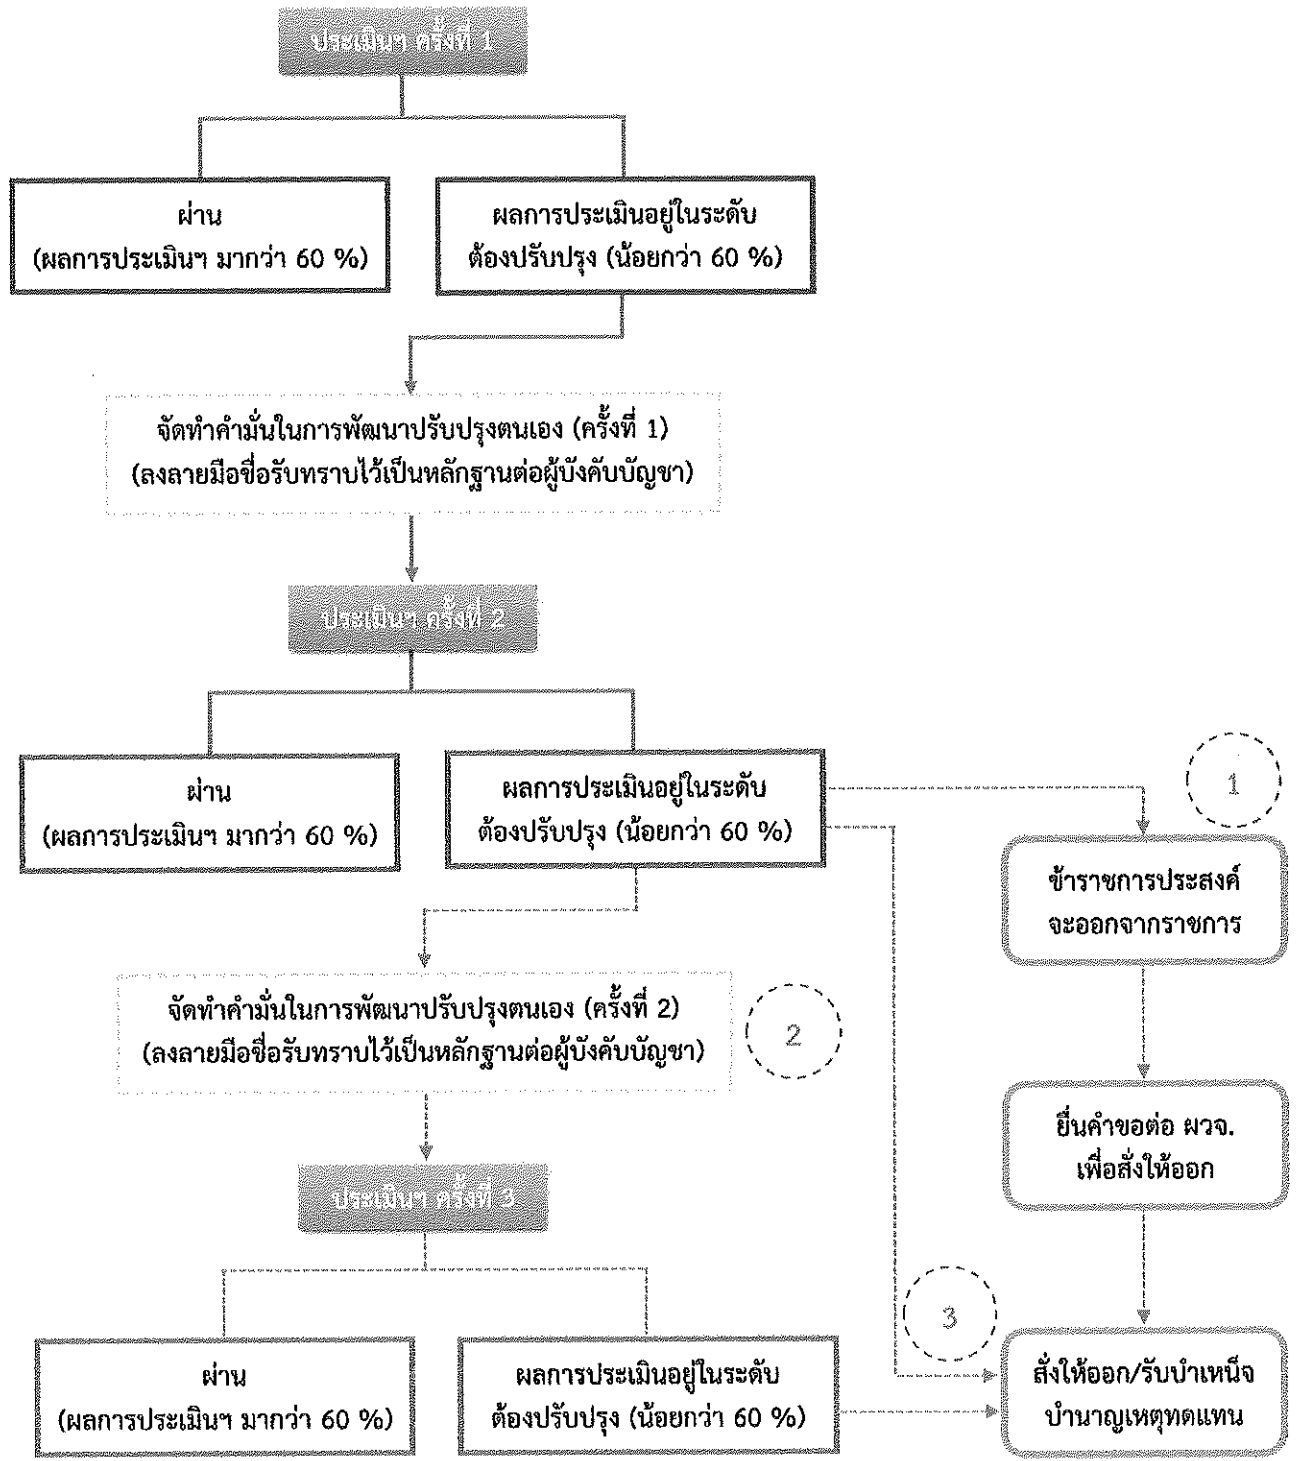 ประเมินฯ ครั้งที่ 1
ผ่าน
(ผลการประเมินฯ มากว่า 60 %)
ผลการประเมินอยู่ในระดับ
ต้องปรับปรุง (น้อยกว่า 60 %)
จัดทำคำมั่นในการพัฒนาปรับปรุงตนเอง (ครั้งที่ 1)
(ลงลายมือชื่อรับทราบไว้เป็นหลักฐานต่อผู้บังคับบัญชา)
ประเมินฯ ครั้งที่ 2
ผ่าน
(ผลการประเมินฯ มากว่า 60 %)
ผลการประเมินอยู่ในระดับ
ต้องปรับปรุง (น้อยกว่า 60 %)
1
ข้าราชการประสงค์
จะออกจากราชการ
จัดทำคำมั่นในการพัฒนาปรับปรุงตนเอง (ครั้งที่ 2)
(ลงลายมือชื่อรับทราบไว้เป็นหลักฐานต่อผู้บังคับบัญชา)
2
ยื่นคำขอต่อ ผวจ.
เพื่อสั่งให้ออก
ประเมินฯ ครั้งที่ 3
3
ผ่าน
(ผลการประเมินฯ มากว่า 60 %)
ผลการประเมินอยู่ในระดับ
ต้องปรับปรุง (น้อยกว่า 60 %)
สั่งให้ออก/รับบำเหน็จ
บำนาญเหตุทดแทน